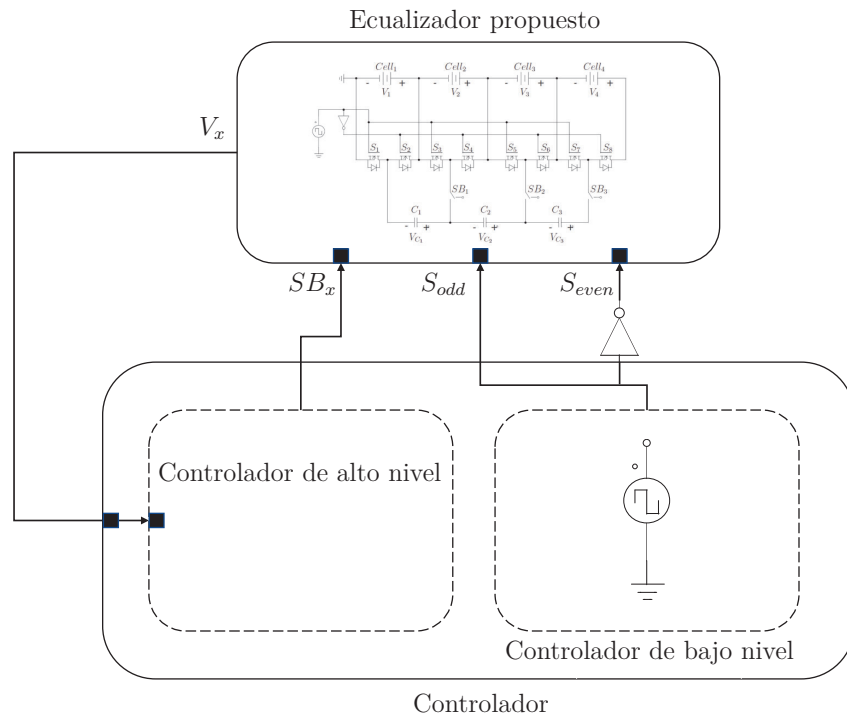 Ecualizador propuesto
Cell1 Cell2 Cell3 Cell4
- + - + - + - +
V1 V2 V3 V4
S1 S2 S3 S4 S5 S6 S7 S8
SB1 SB2 SB3
C1 C2 C3
- + - + - +
VC1 VC2 VC3
Vx
SBx Sodd Seven
Controlador de alto nivel
Controlador de bajo nivel
Controlador